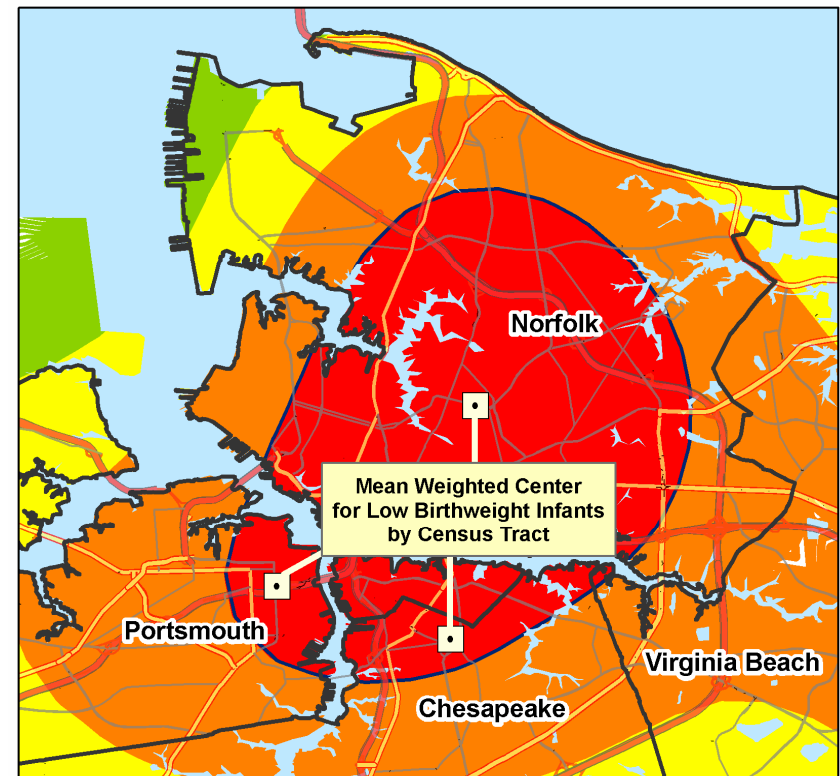 Norfolk
Mean Weighted Center
for Low Birthweight Infants
by Census Tract
Portsmouth
Virginia Beach
Chesapeake